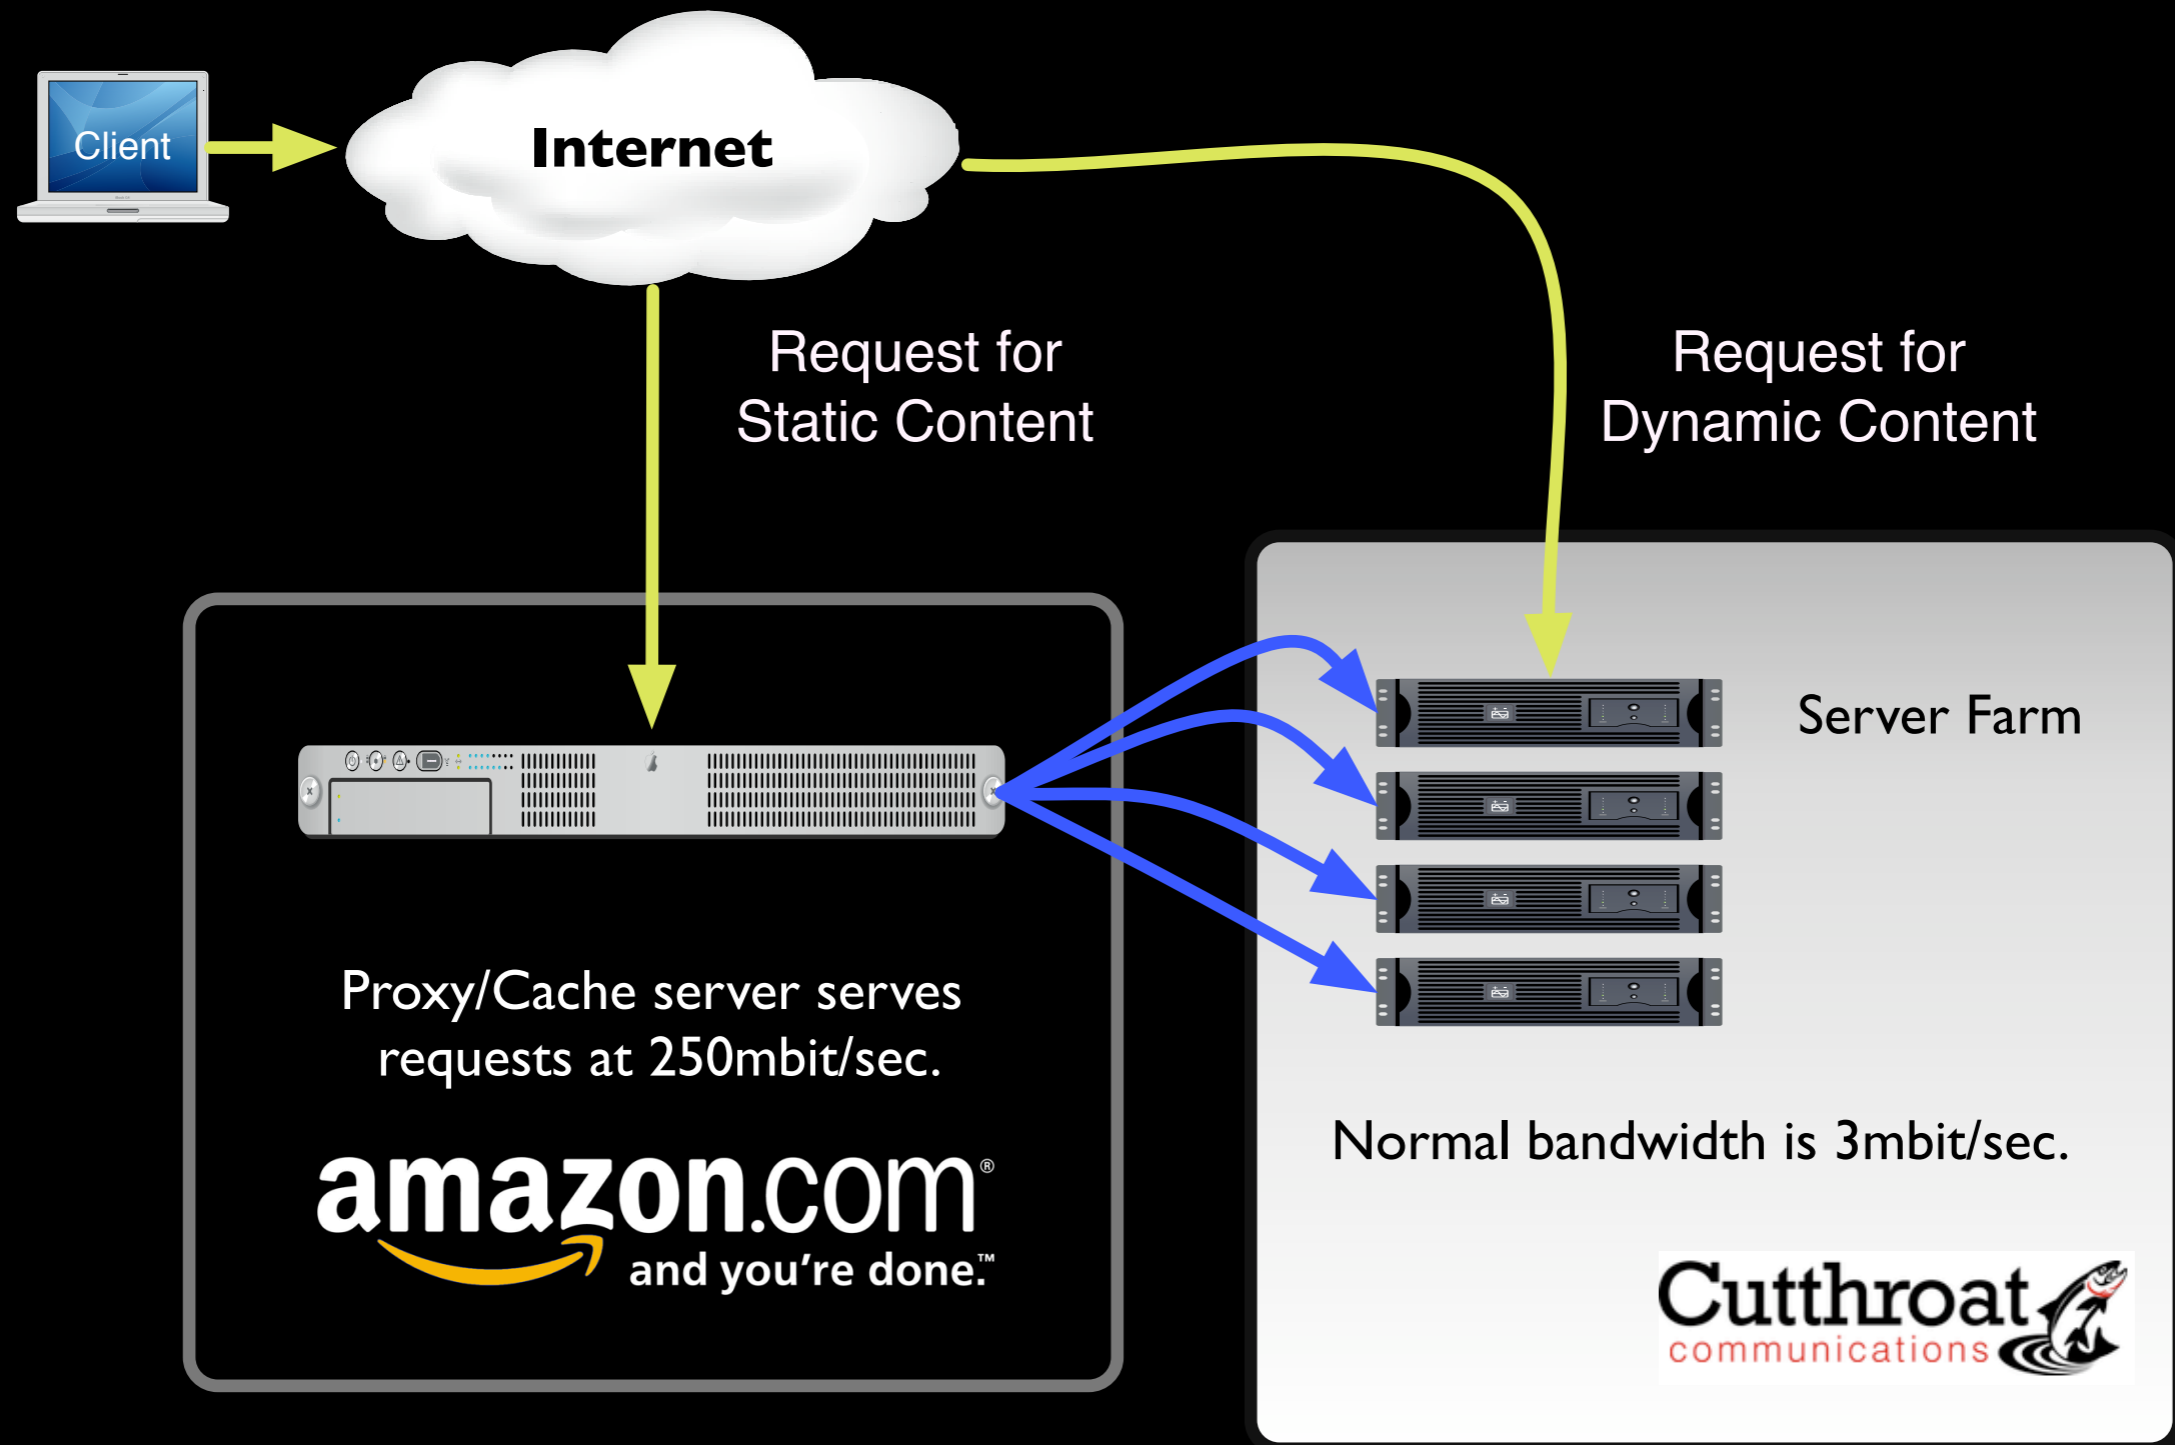 Client
Internet
Request for
Static Content
Request for
Dynamic Content
Server Farm
Proxy/Cache server serves
requests at 250mbit/sec.
Normal bandwidth is 3mbit/sec.
amazon.com®
and you're done.™
Cutthroat
communications